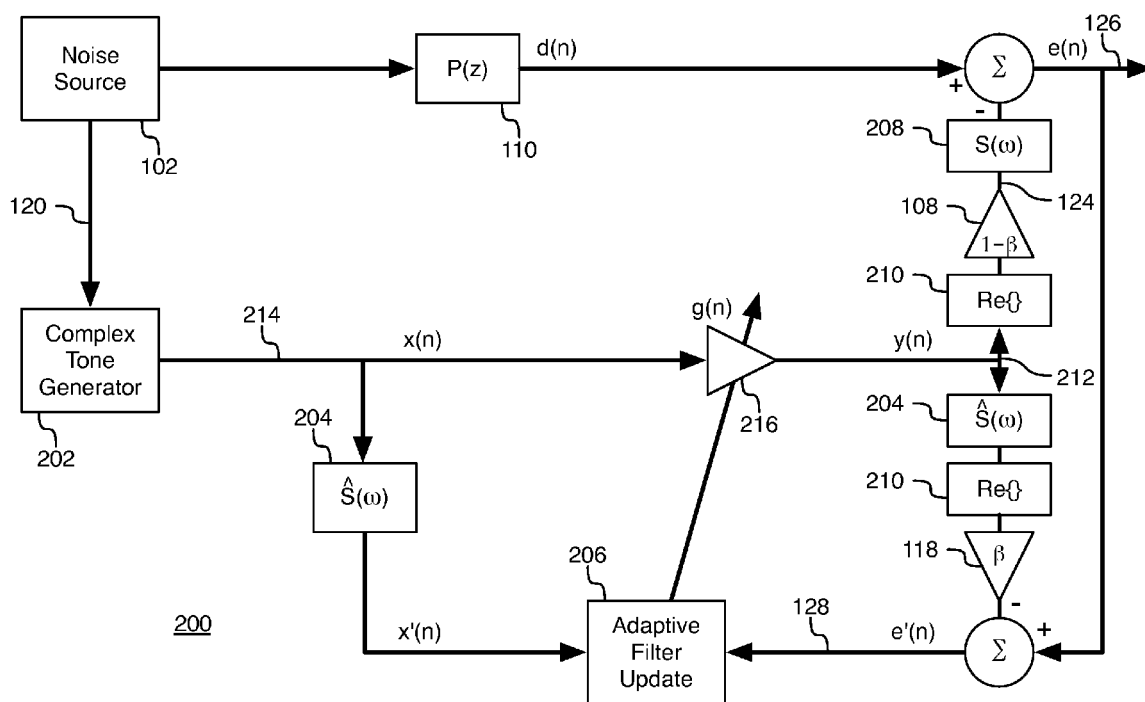 Noise
Source
102
P(z)
110
d(n)
+
-
Σ
e(n)
126
208
S(ω)
124
108
1-β
210
Re{}
120
Complex
Tone
Generator
202
214
x(n)
g(n)
216
y(n)
212
204
Ŝ(ω)
204
Ŝ(ω)
210
Re{}
118
β
-
+
Σ
200
x'(n)
206
Adaptive
Filter
Update
128
e'(n)